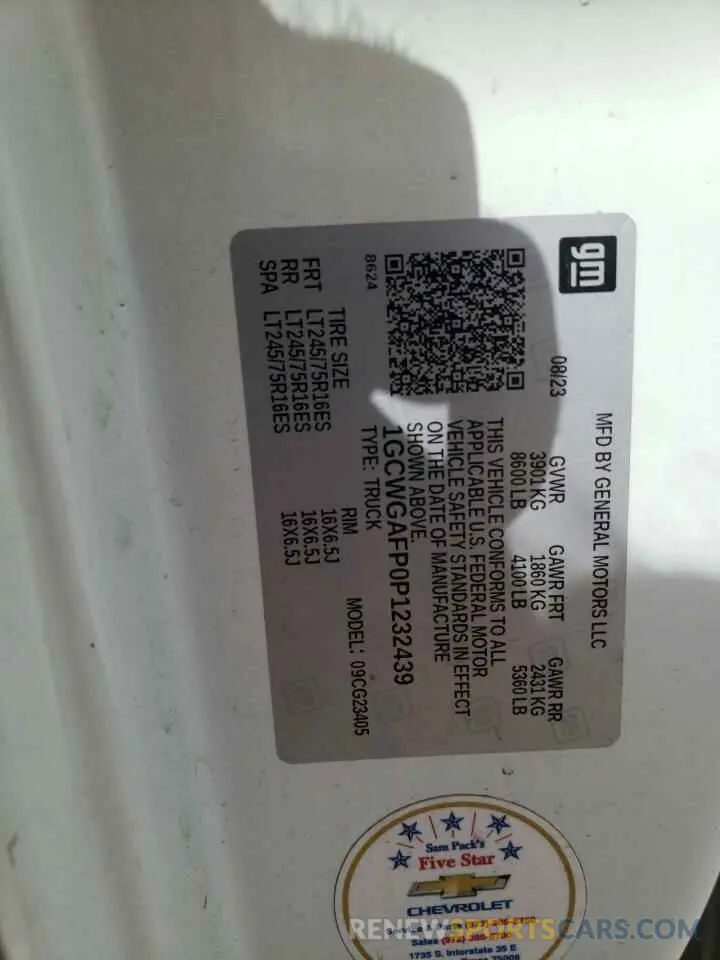 gm
MFD BY GENERAL MOTORS LLC
08/23
GVWR GAWR FRT GAWR RR
3901 KG 1860 KG 2431 KG
8600 LB 4100 LB 5360 LB
THIS VEHICLE CONFORMS TO ALL
APPLICABLE U.S. FEDERAL MOTOR
VEHICLE SAFETY STANDARDS IN EFFECT
ON THE DATE OF MANUFACTURE
SHOWN ABOVE.
1GCWGAFP0P1232439
8624
TYPE: TRUCK MODEL: 09CG23405
TIRE SIZE RIM
FRT LT245/75R16ES 16X6.5J
RR LT245/75R16ES 16X6.5J
SPA LT245/75R16ES 16X6.5J
Sam Pack's
Five Star
CHEVROLET
Sales
1735 S. Interstate 35 E
RENEWSPORTSCARS.COM